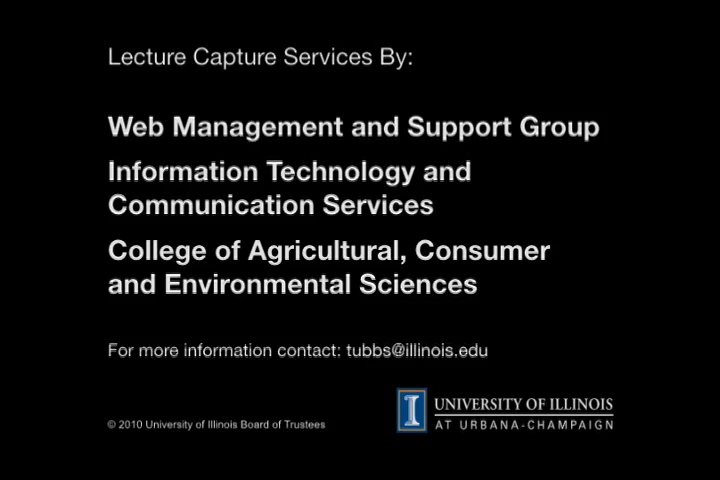 Lecture Capture Services By:
Web Management and Support Group
Information Technology and
Communication Services
College of Agricultural, Consumer
and Environmental Sciences
For more information contact: tubbs@illinois.edu
© 2010 University of Illinois Board of Trustees
I
UNIVERSITY OF ILLINOIS
AT URBANA-CHAMPAIGN